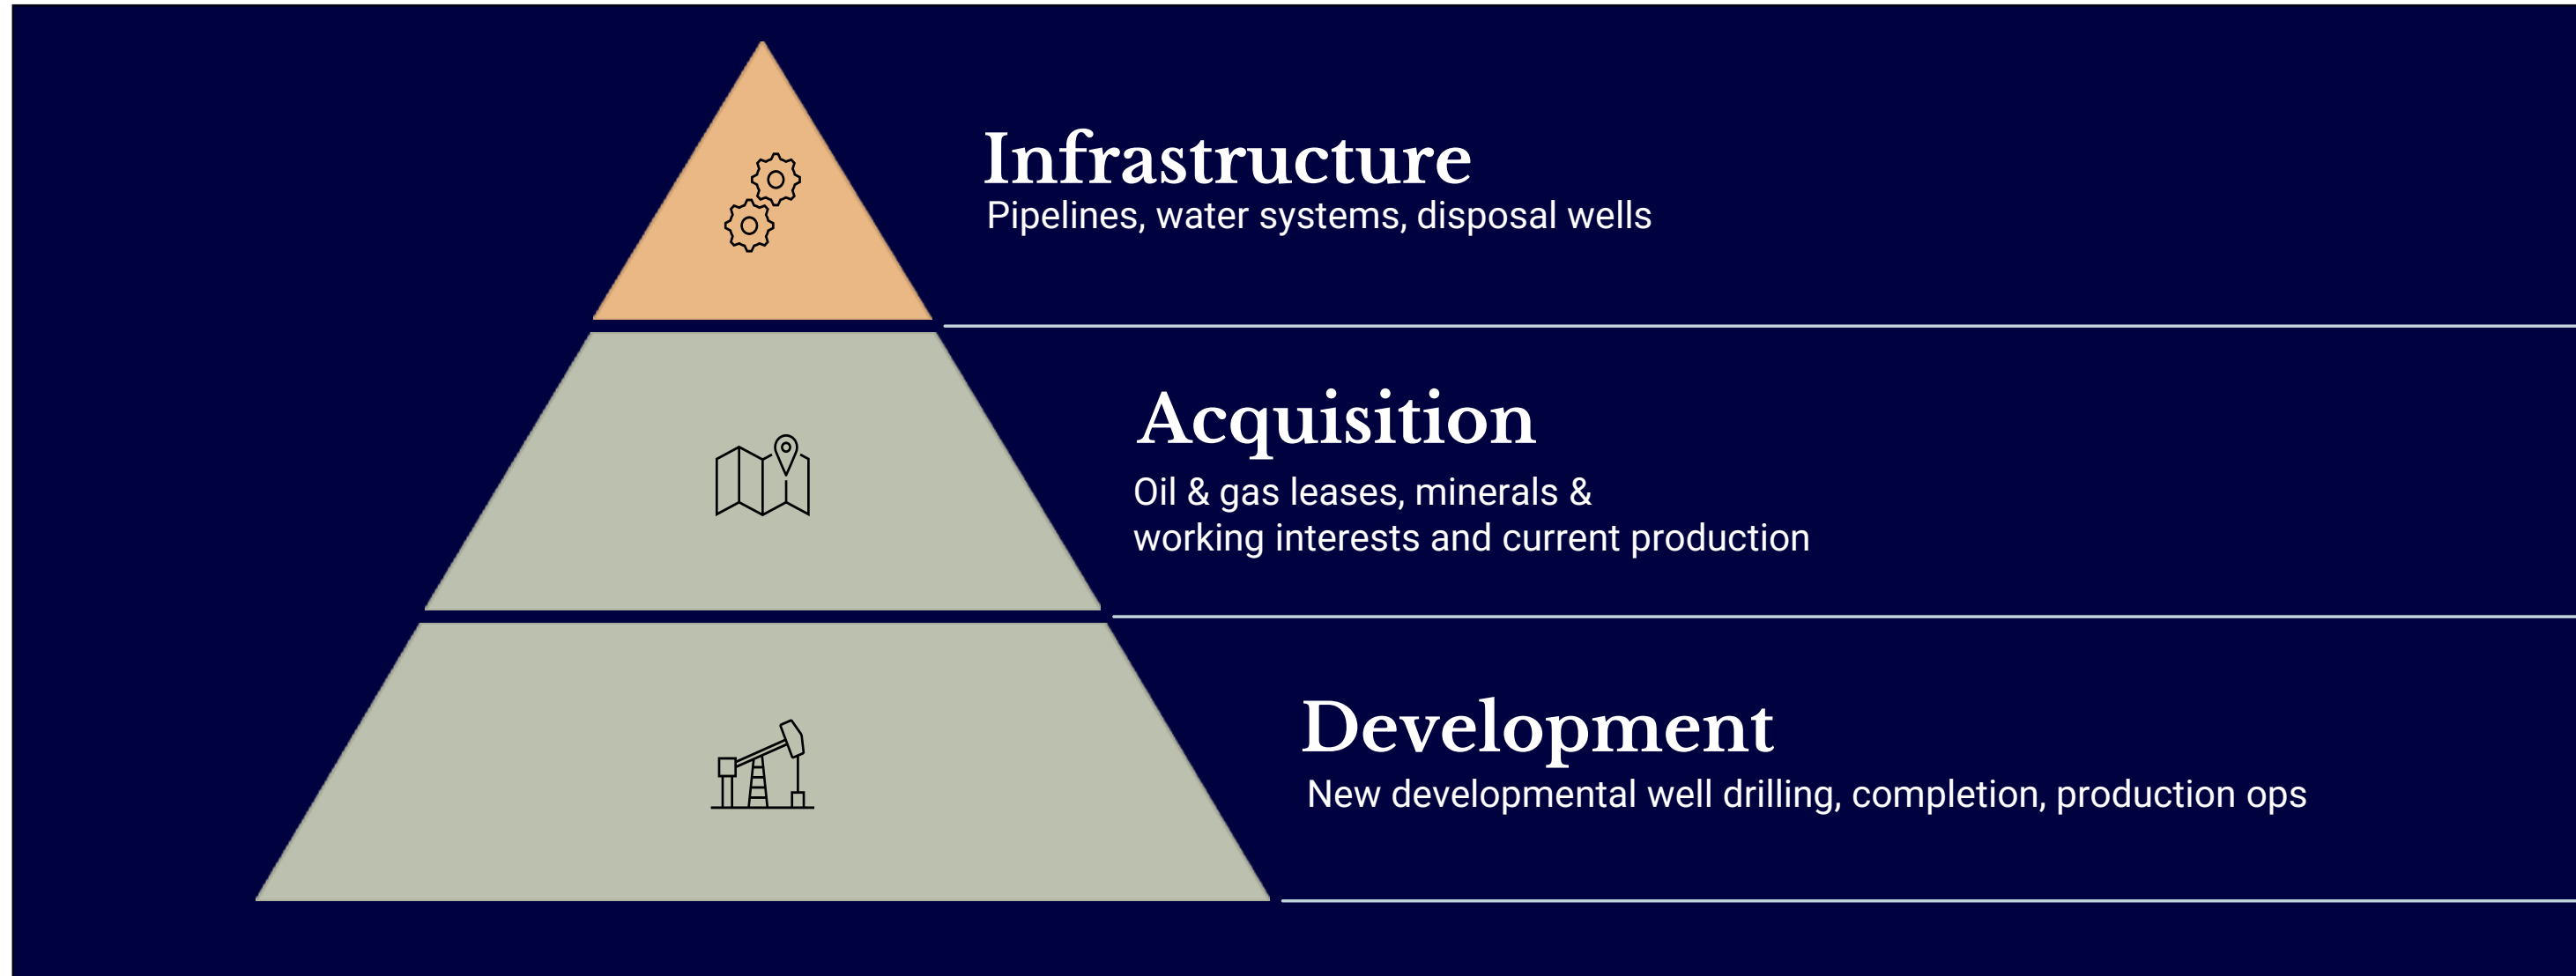 Infrastructure
Pipelines, water systems, disposal wells
Acquisition
Oil & gas leases, minerals &
working interests and current production
Development
New developmental well drilling, completion, production ops